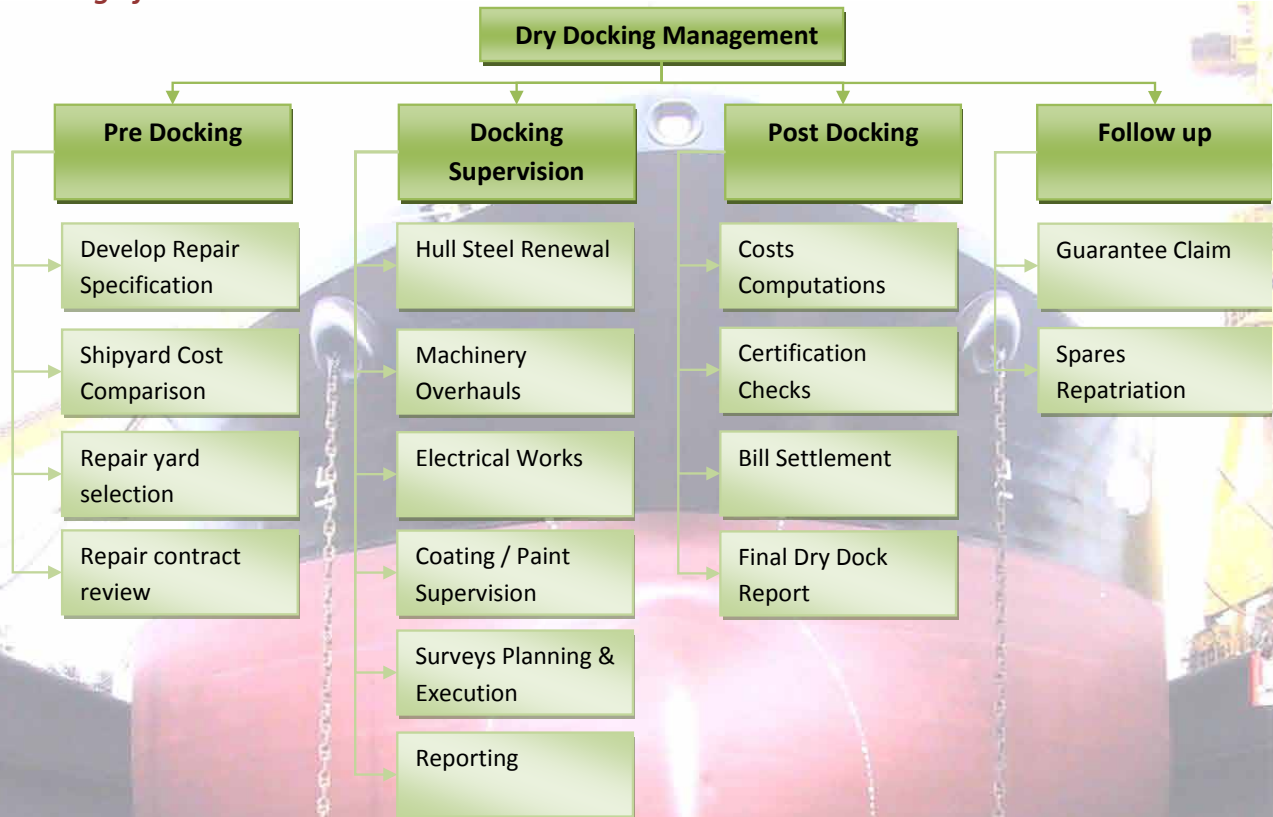 Dry Docking Management
Pre Docking
Develop Repair
Specification
Shipyard Cost
Comparison
Repair yard
selection
Repair contract
review
Docking
Supervision
Hull Steel Renewal
Machinery
Overhauls
Electrical Works
Coating / Paint
Supervision
Surveys Planning &
Execution
Reporting
Post Docking
Costs
Computations
Certification
Checks
Bill Settlement
Final Dry Dock
Report
Follow up
Guarantee Claim
Spares
Repatriation